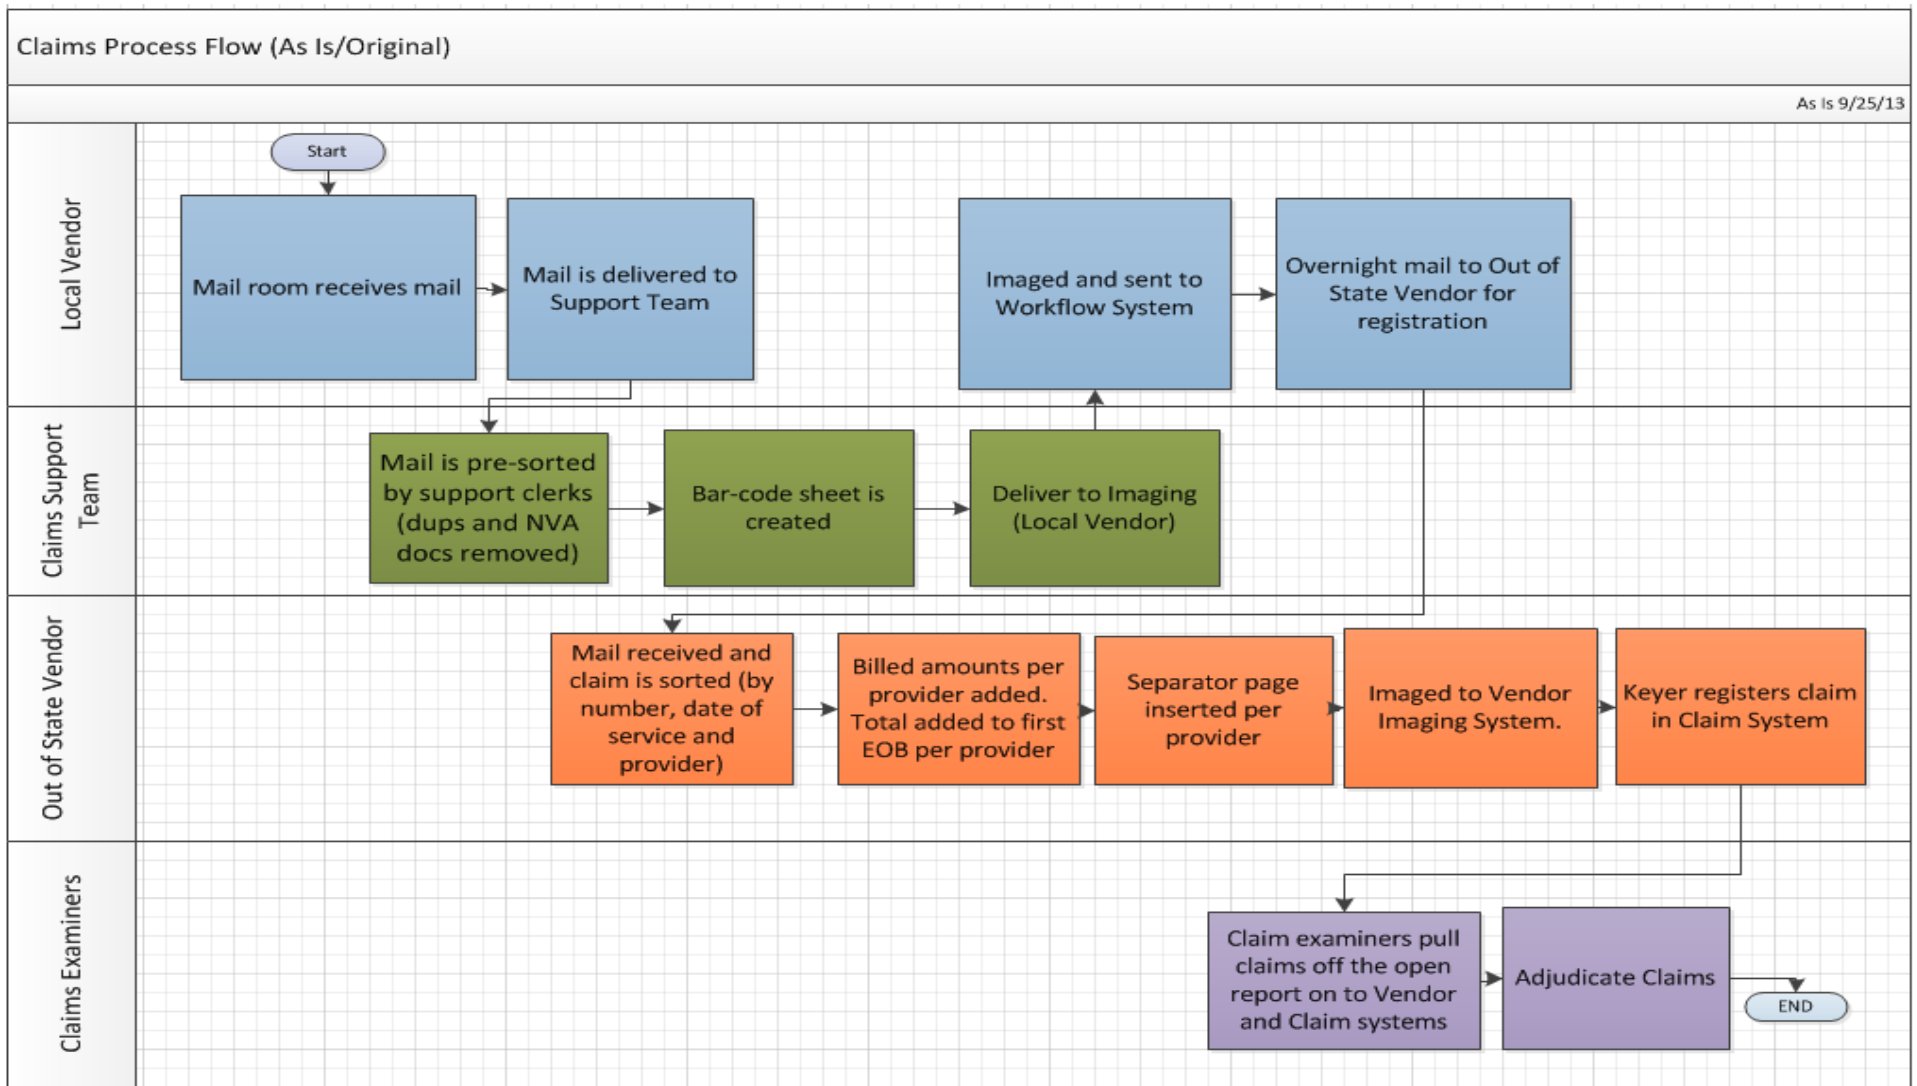 Claims Process Flow (As Is/Original)
As Is 9/25/13
Local Vendor
Start
Mail room receives mail
Mail is delivered to
Support Team
Imaged and sent to
Workflow System
Overnight mail to Out of
State Vendor for
registration
Claims Support
Team
Mail is pre-sorted
by support clerks
(dups and NVA
docs removed)
Bar-code sheet is
created
Deliver to Imaging
(Local Vendor)
Out of State Vendor
Mail received and
claim is sorted (by
number, date of
service and
provider)
Billed amounts per
provider added.
Total added to first
EOB per provider
Separator page
inserted per
provider
Imaged to Vendor
Imaging System.
Keyer registers claim
in Claim System
Claims Examiners
Claim examiners pull
claims off the open
report on to Vendor
and Claim systems
Adjudicate Claims
END